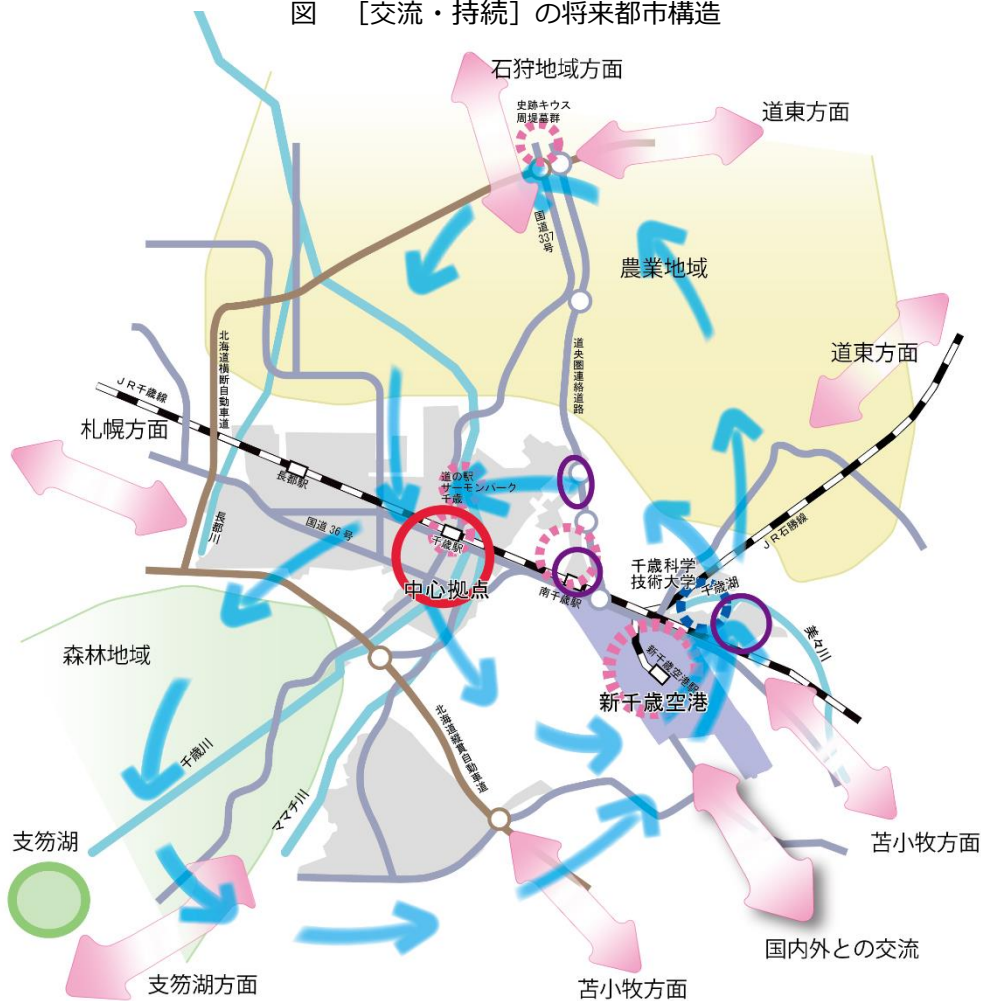 図　［交流・持続］の将来都市構造
石狩地域方面
史跡キウス
周堤墓群
道東方面
国道
337
号
農業地域
道央圏連絡道路
道東方面
北海道横断自動車道
ＪＲ千歳線
札幌方面
長都駅
道の駅
サーモンパーク
千歳
国道36号
長都川
千歳駅
中心拠点
南千歳駅
千歳科学
技術大学
千歳湖
ＪＲ石勝線
美々川
森林地域
新千歳空港駅
新千歳空港
北海道縦貫自動車道
千歳川
ママチ川
支笏湖
苫小牧方面
国内外との交流
支笏湖方面
苫小牧方面